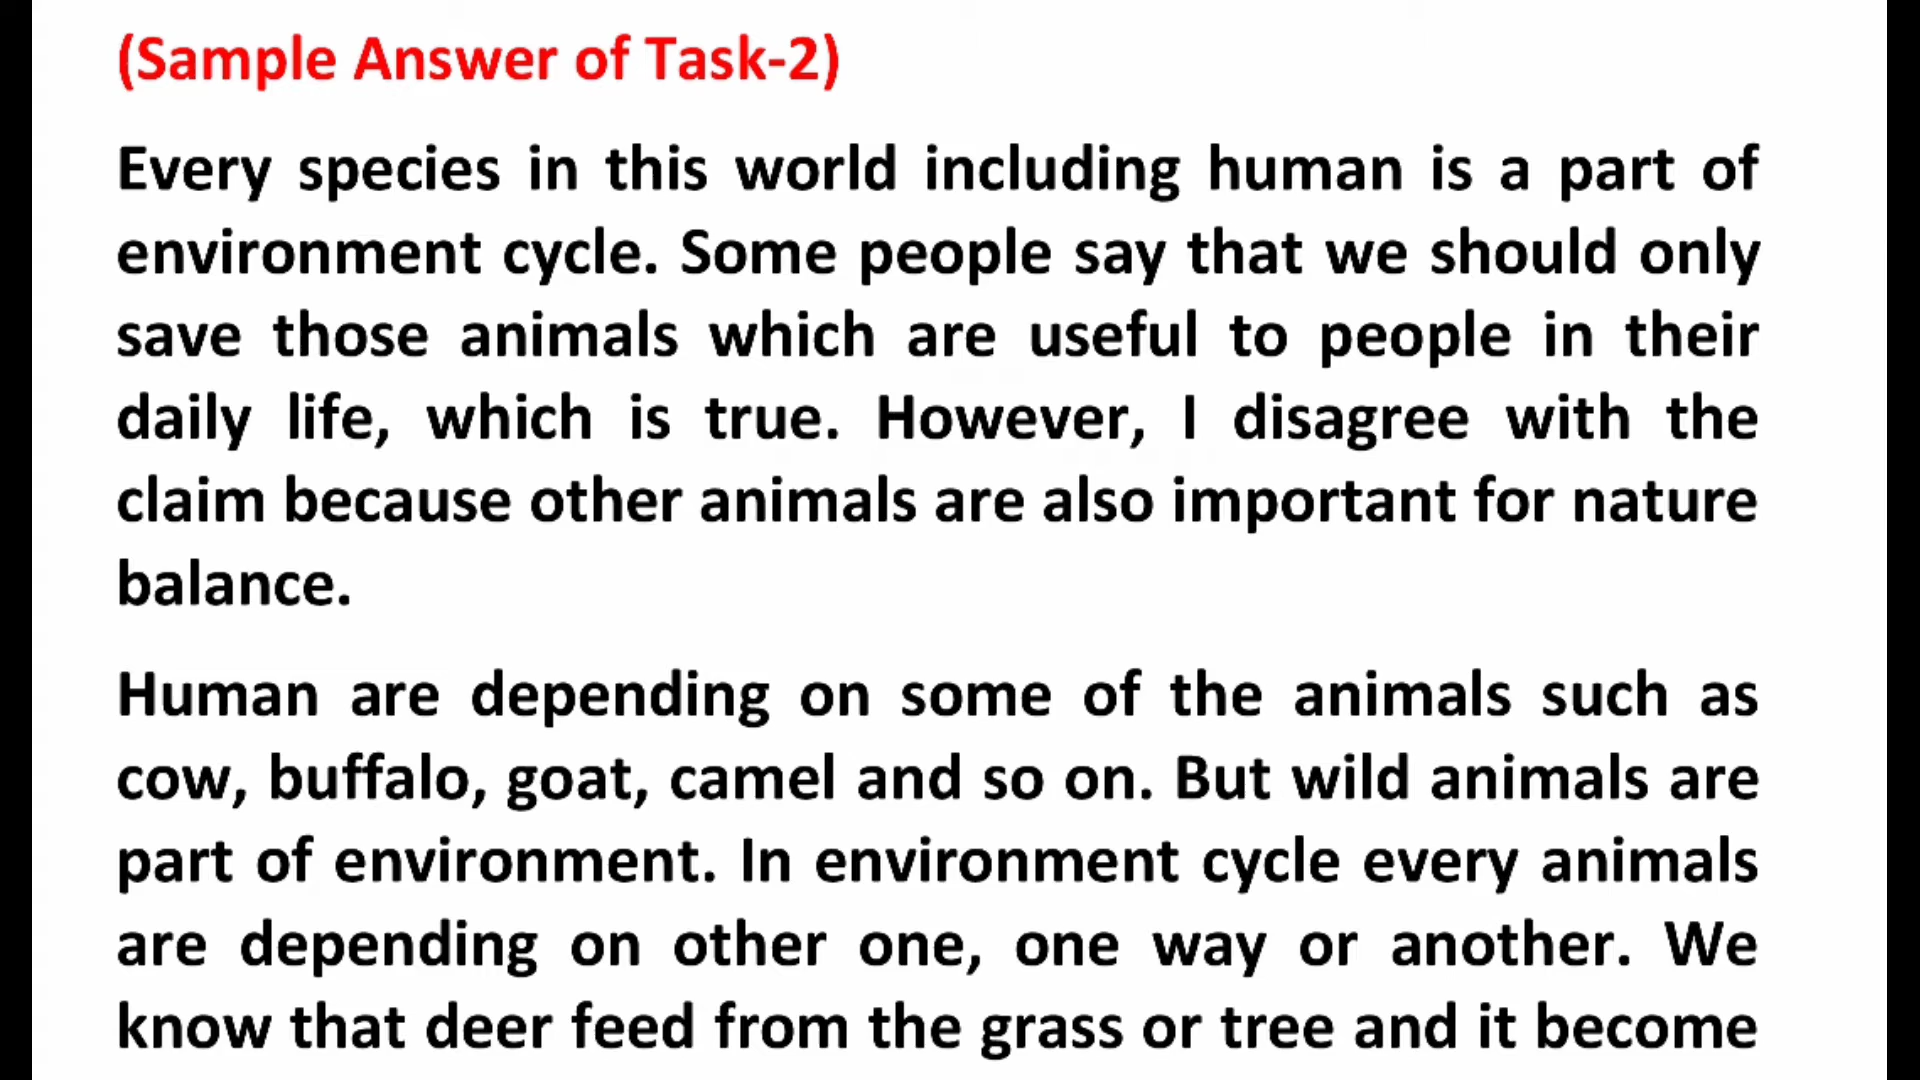 (Sample Answer of Task-2)
Every species in this world including human is a part of
environment cycle. Some people say that we should only
save those animals which are useful to people in their
daily life, which is true. However, I disagree with the
claim because other animals are also important for nature
balance.
Human are depending on some of the animals such as
cow, buffalo, goat, camel and so on. But wild animals are
part of environment. In environment cycle every animals
are depending on other one, one way or another. We
know that deer feed from the grass or tree and it become